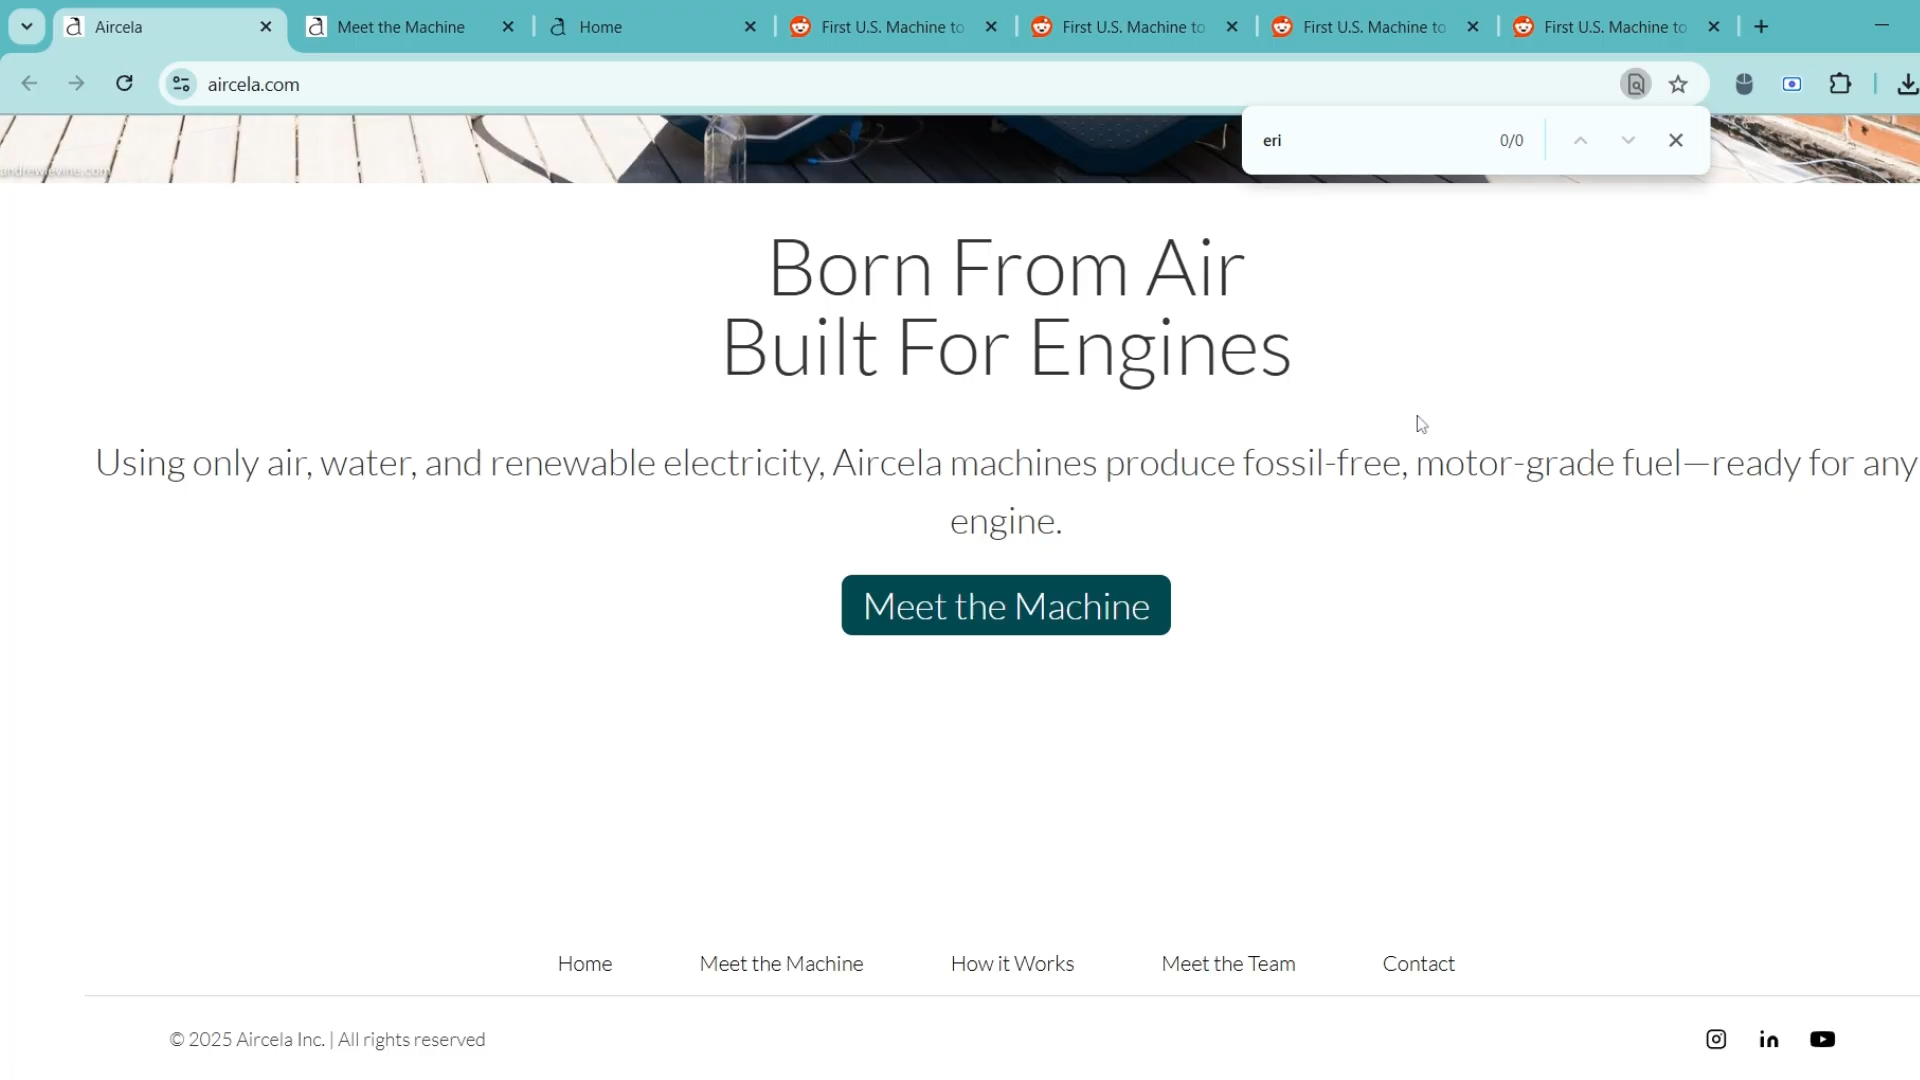 Aircela
Meet the Machine
Home
First U.S. Machine to
First U.S. Machine to
First U.S. Machine to
First U.S. Machine to
aircela.com
eri
0/0
andrewlevine.com
Born From Air
Built For Engines
Using only air, water, and renewable electricity, Aircela machines produce fossil-free, motor-grade fuel—ready for any
engine.
Meet the Machine
Home
Meet the Machine
How it Works
Meet the Team
Contact
© 2025 Aircela Inc. | All rights reserved